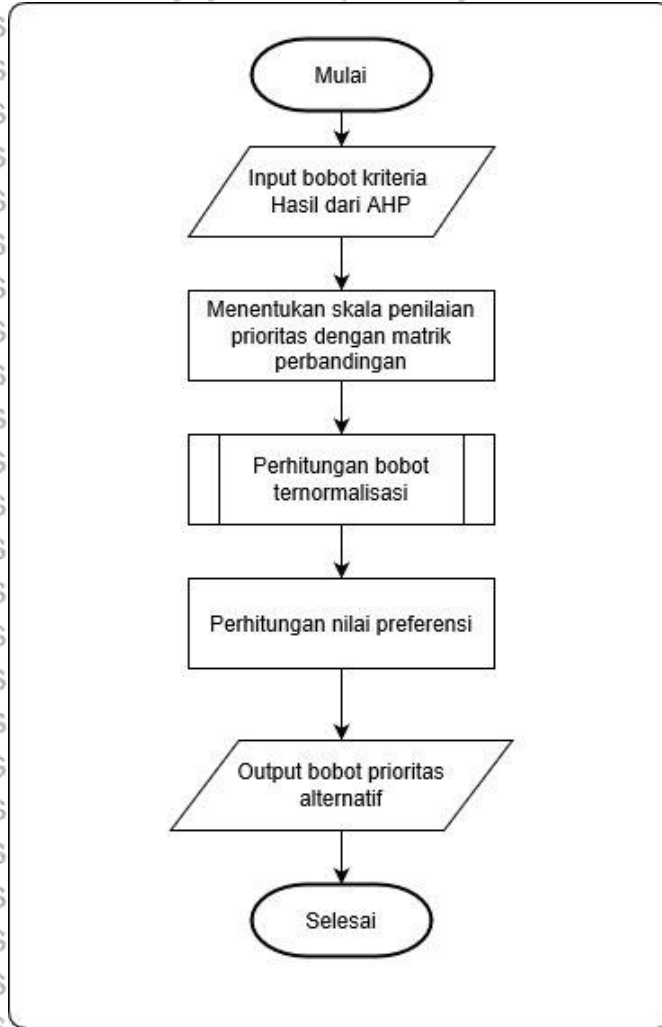 Mulai
Input bobot kriteria
Hasil dari AHP
Menentukan skala penilaian
prioritas dengan matrik
perbandingan
Perhitungan bobot
ternormalisasi
Perhitungan nilai preferensi
Output bobot prioritas
alternatif
Selesai